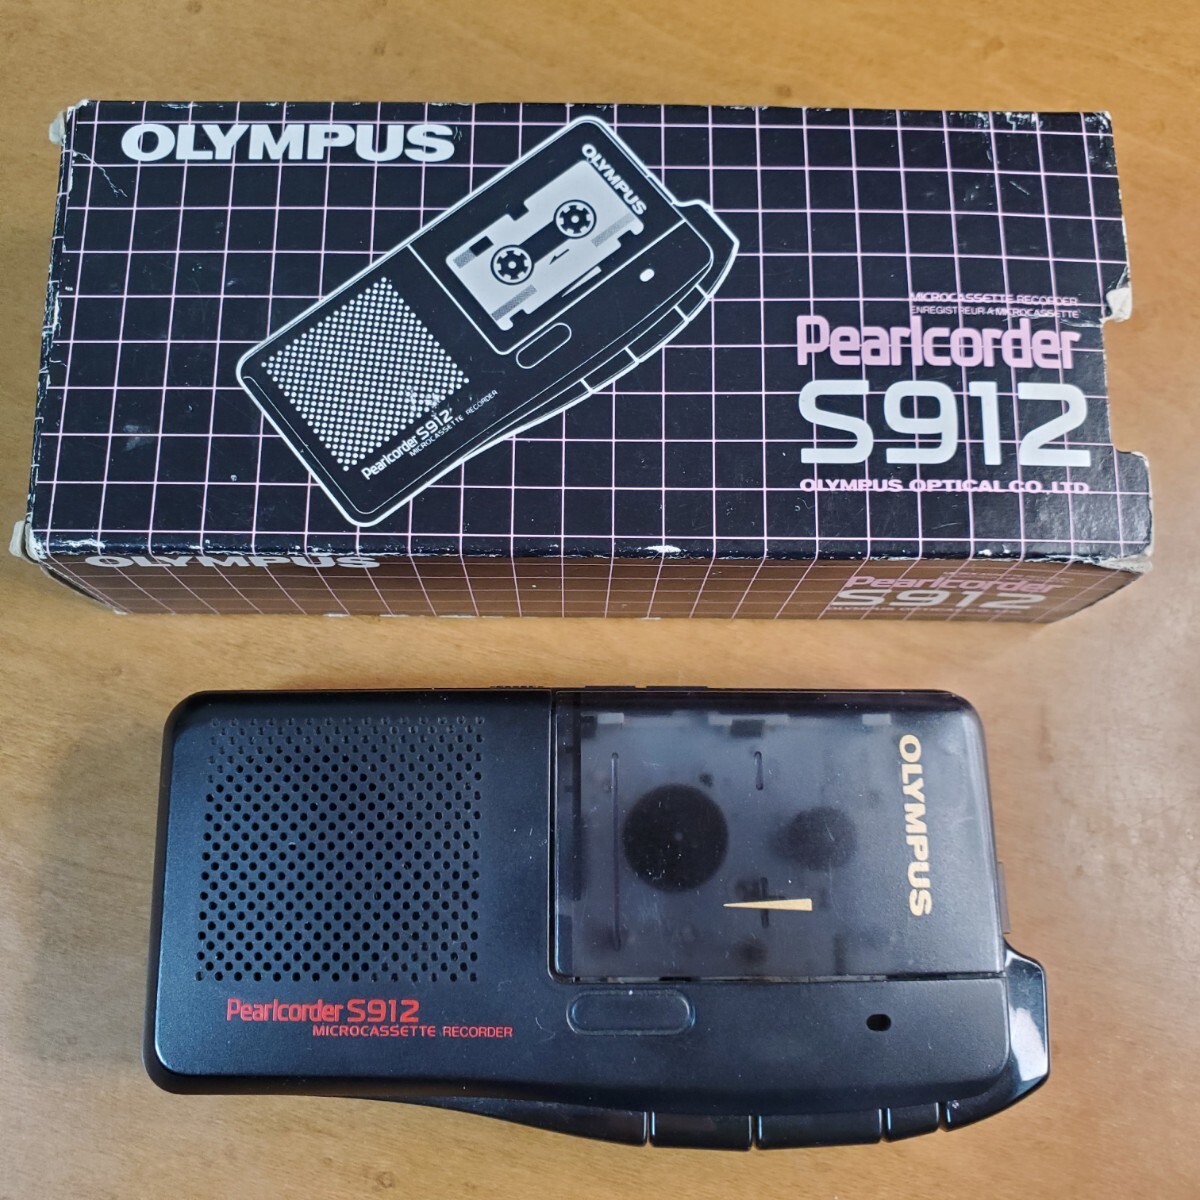 OLYMPUS
OLYMPUS
Pearlcorder S912
MICROCASSETTE RECORDER
MICROCASSETTE RECORDER
ENREGISTREUR A MICROCASSETTE
Pearlcorder
S912
OLYMPUS OPTICAL CO.,LTD.
OLYMPUS
Pearlcorder
S912
OLYMPUS
Pearlcorder S912
MICROCASSETTE RECORDER